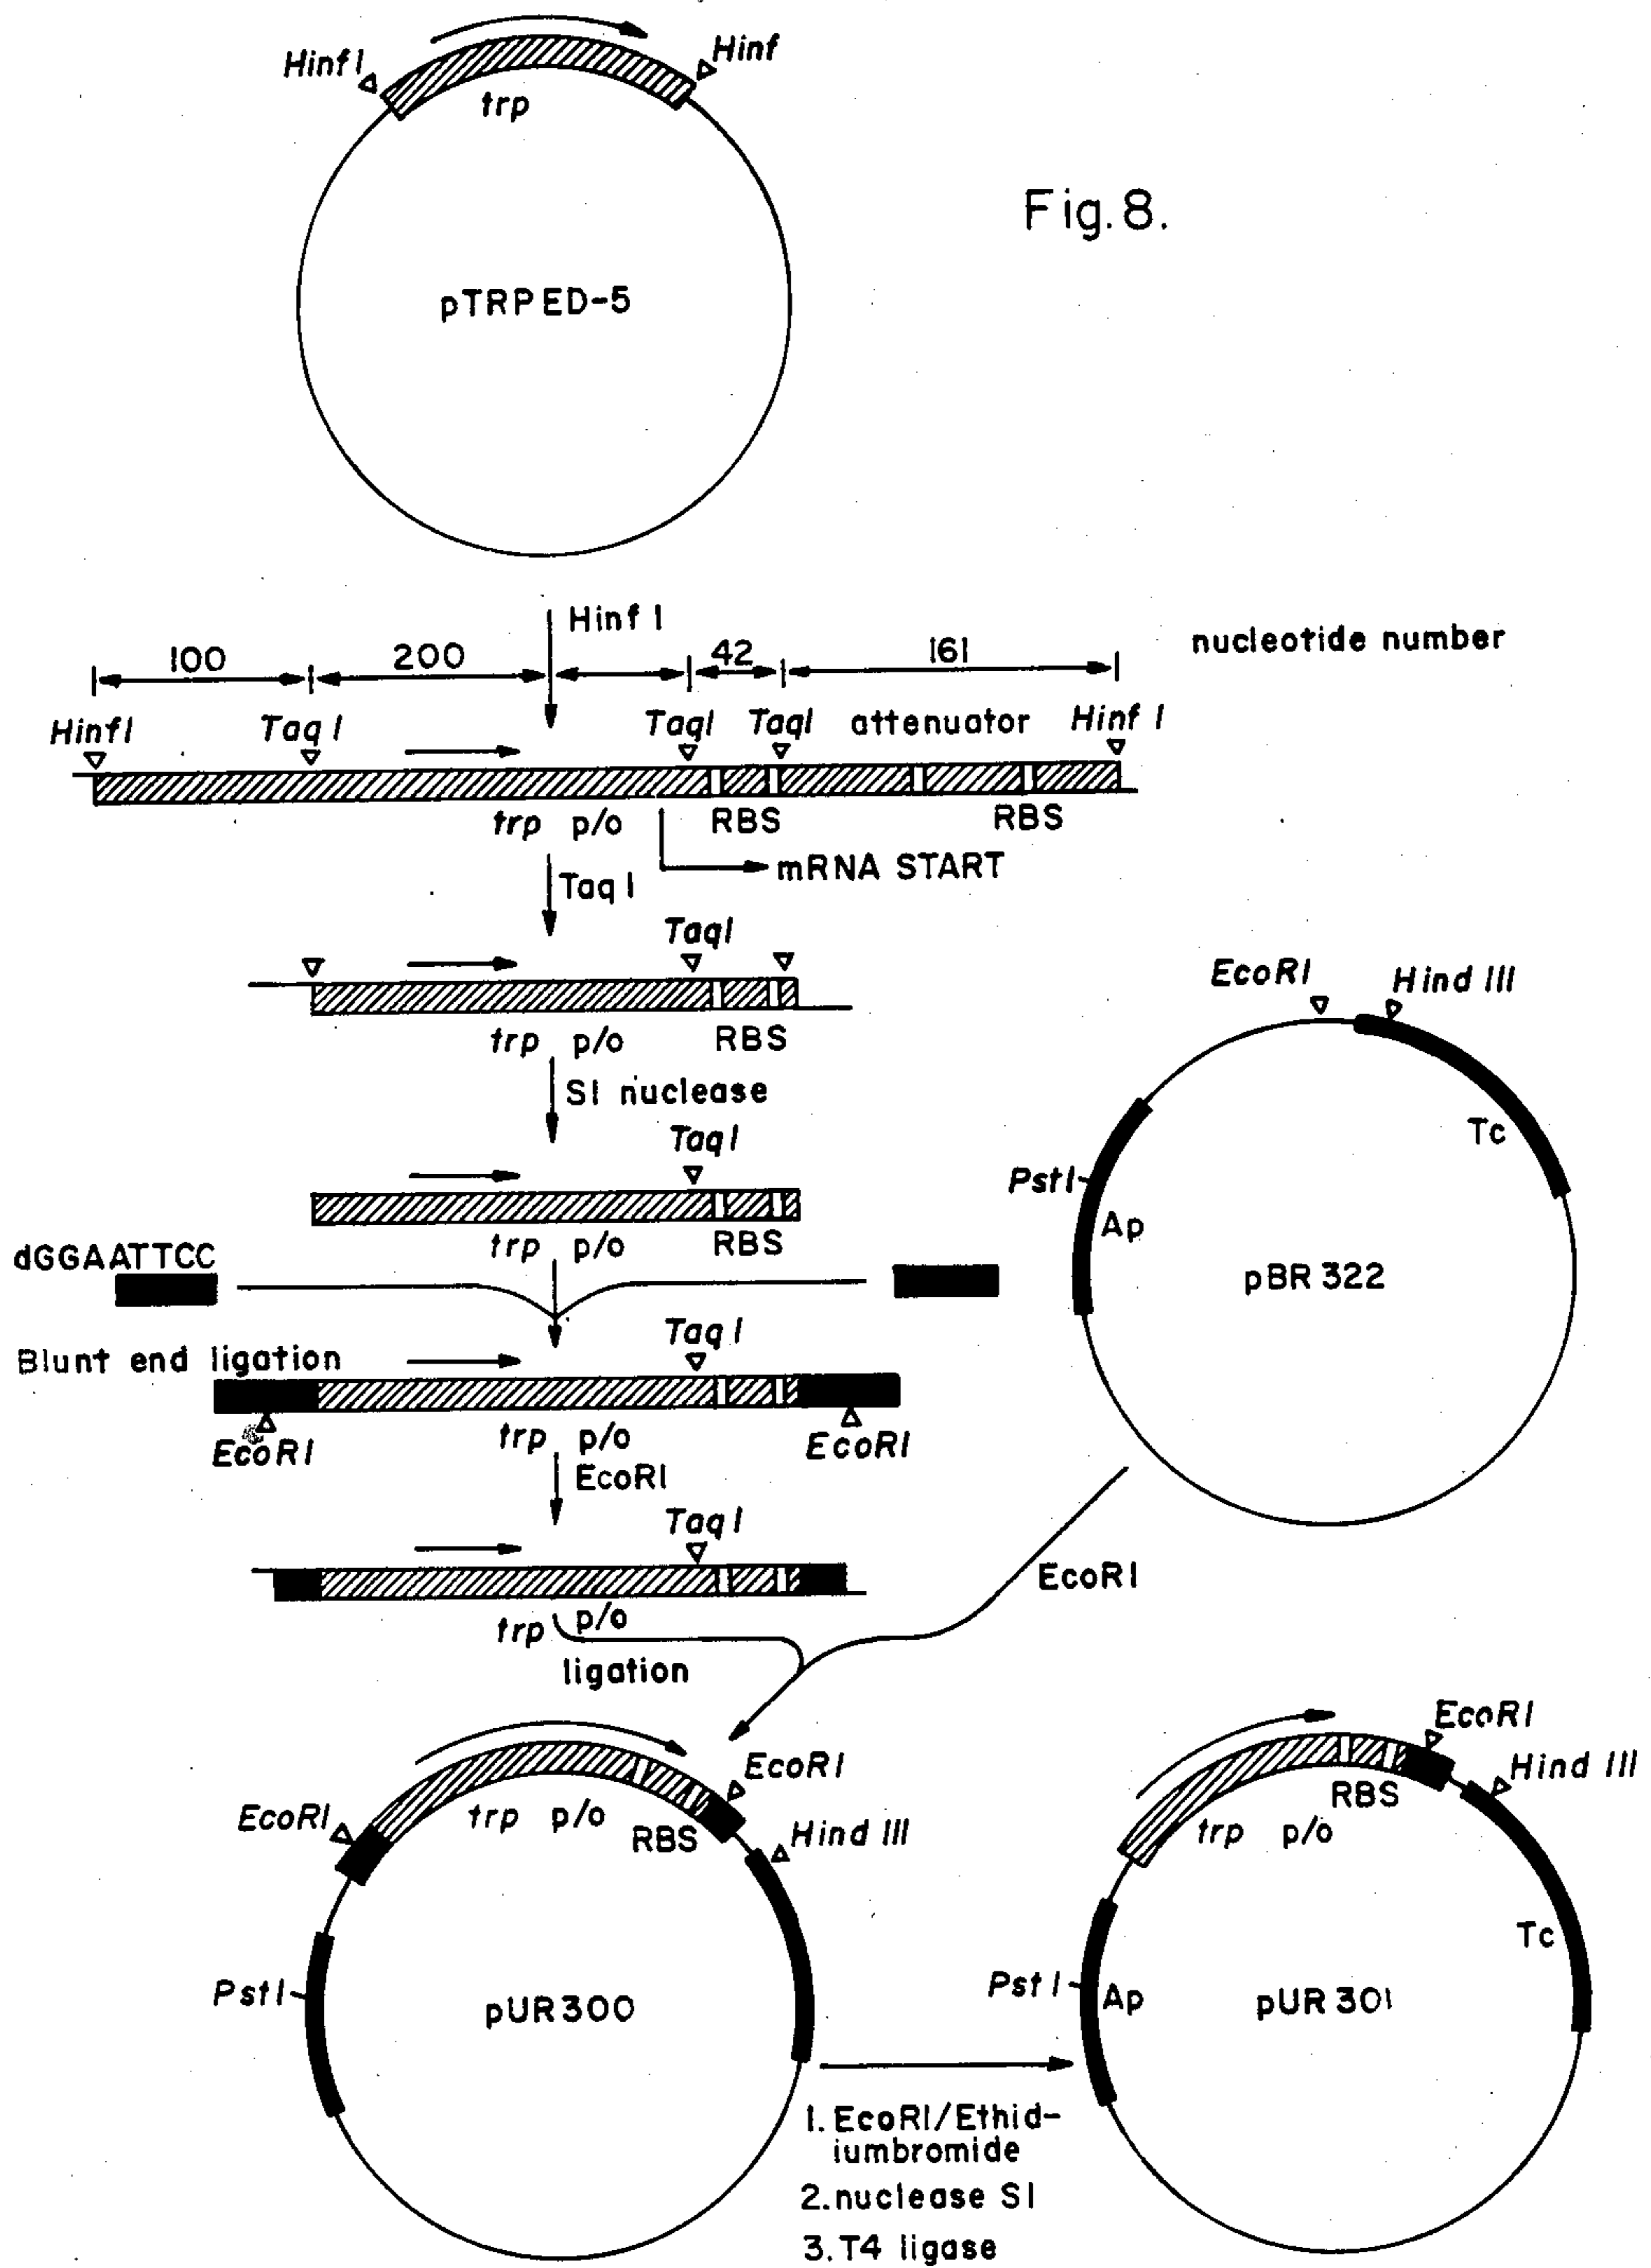 Hinf I
Hinf
trp
Fig. 8.
pTRPED-5
Hinf I
100
200
42
161
nucleotide number
Hinf I
Taq I
Taq I
Taq I
attenuator
Hinf I
trp p/o
RBS
RBS
mRNA START
Taq I
Taq I
trp p/o
RBS
EcoRI
Hind III
SI nuclease
Taq I
Tc
Pst I
Ap
trp p/o
RBS
dGGAATTCC
pBR 322
Taq I
Blunt end ligation
trp p/o
EcoRI
EcoRI
EcoRI
Taq I
EcoRI
trp p/o
ligation
EcoRI
EcoRI
trp p/o
RBS
Hind III
EcoRI
Hind III
RBS
trp p/o
Tc
Pst I
pUR 300
Pst I
Ap
pUR 301
1. EcoRI/Ethid-
iumbromide
2. nuclease SI
3. T4 ligase